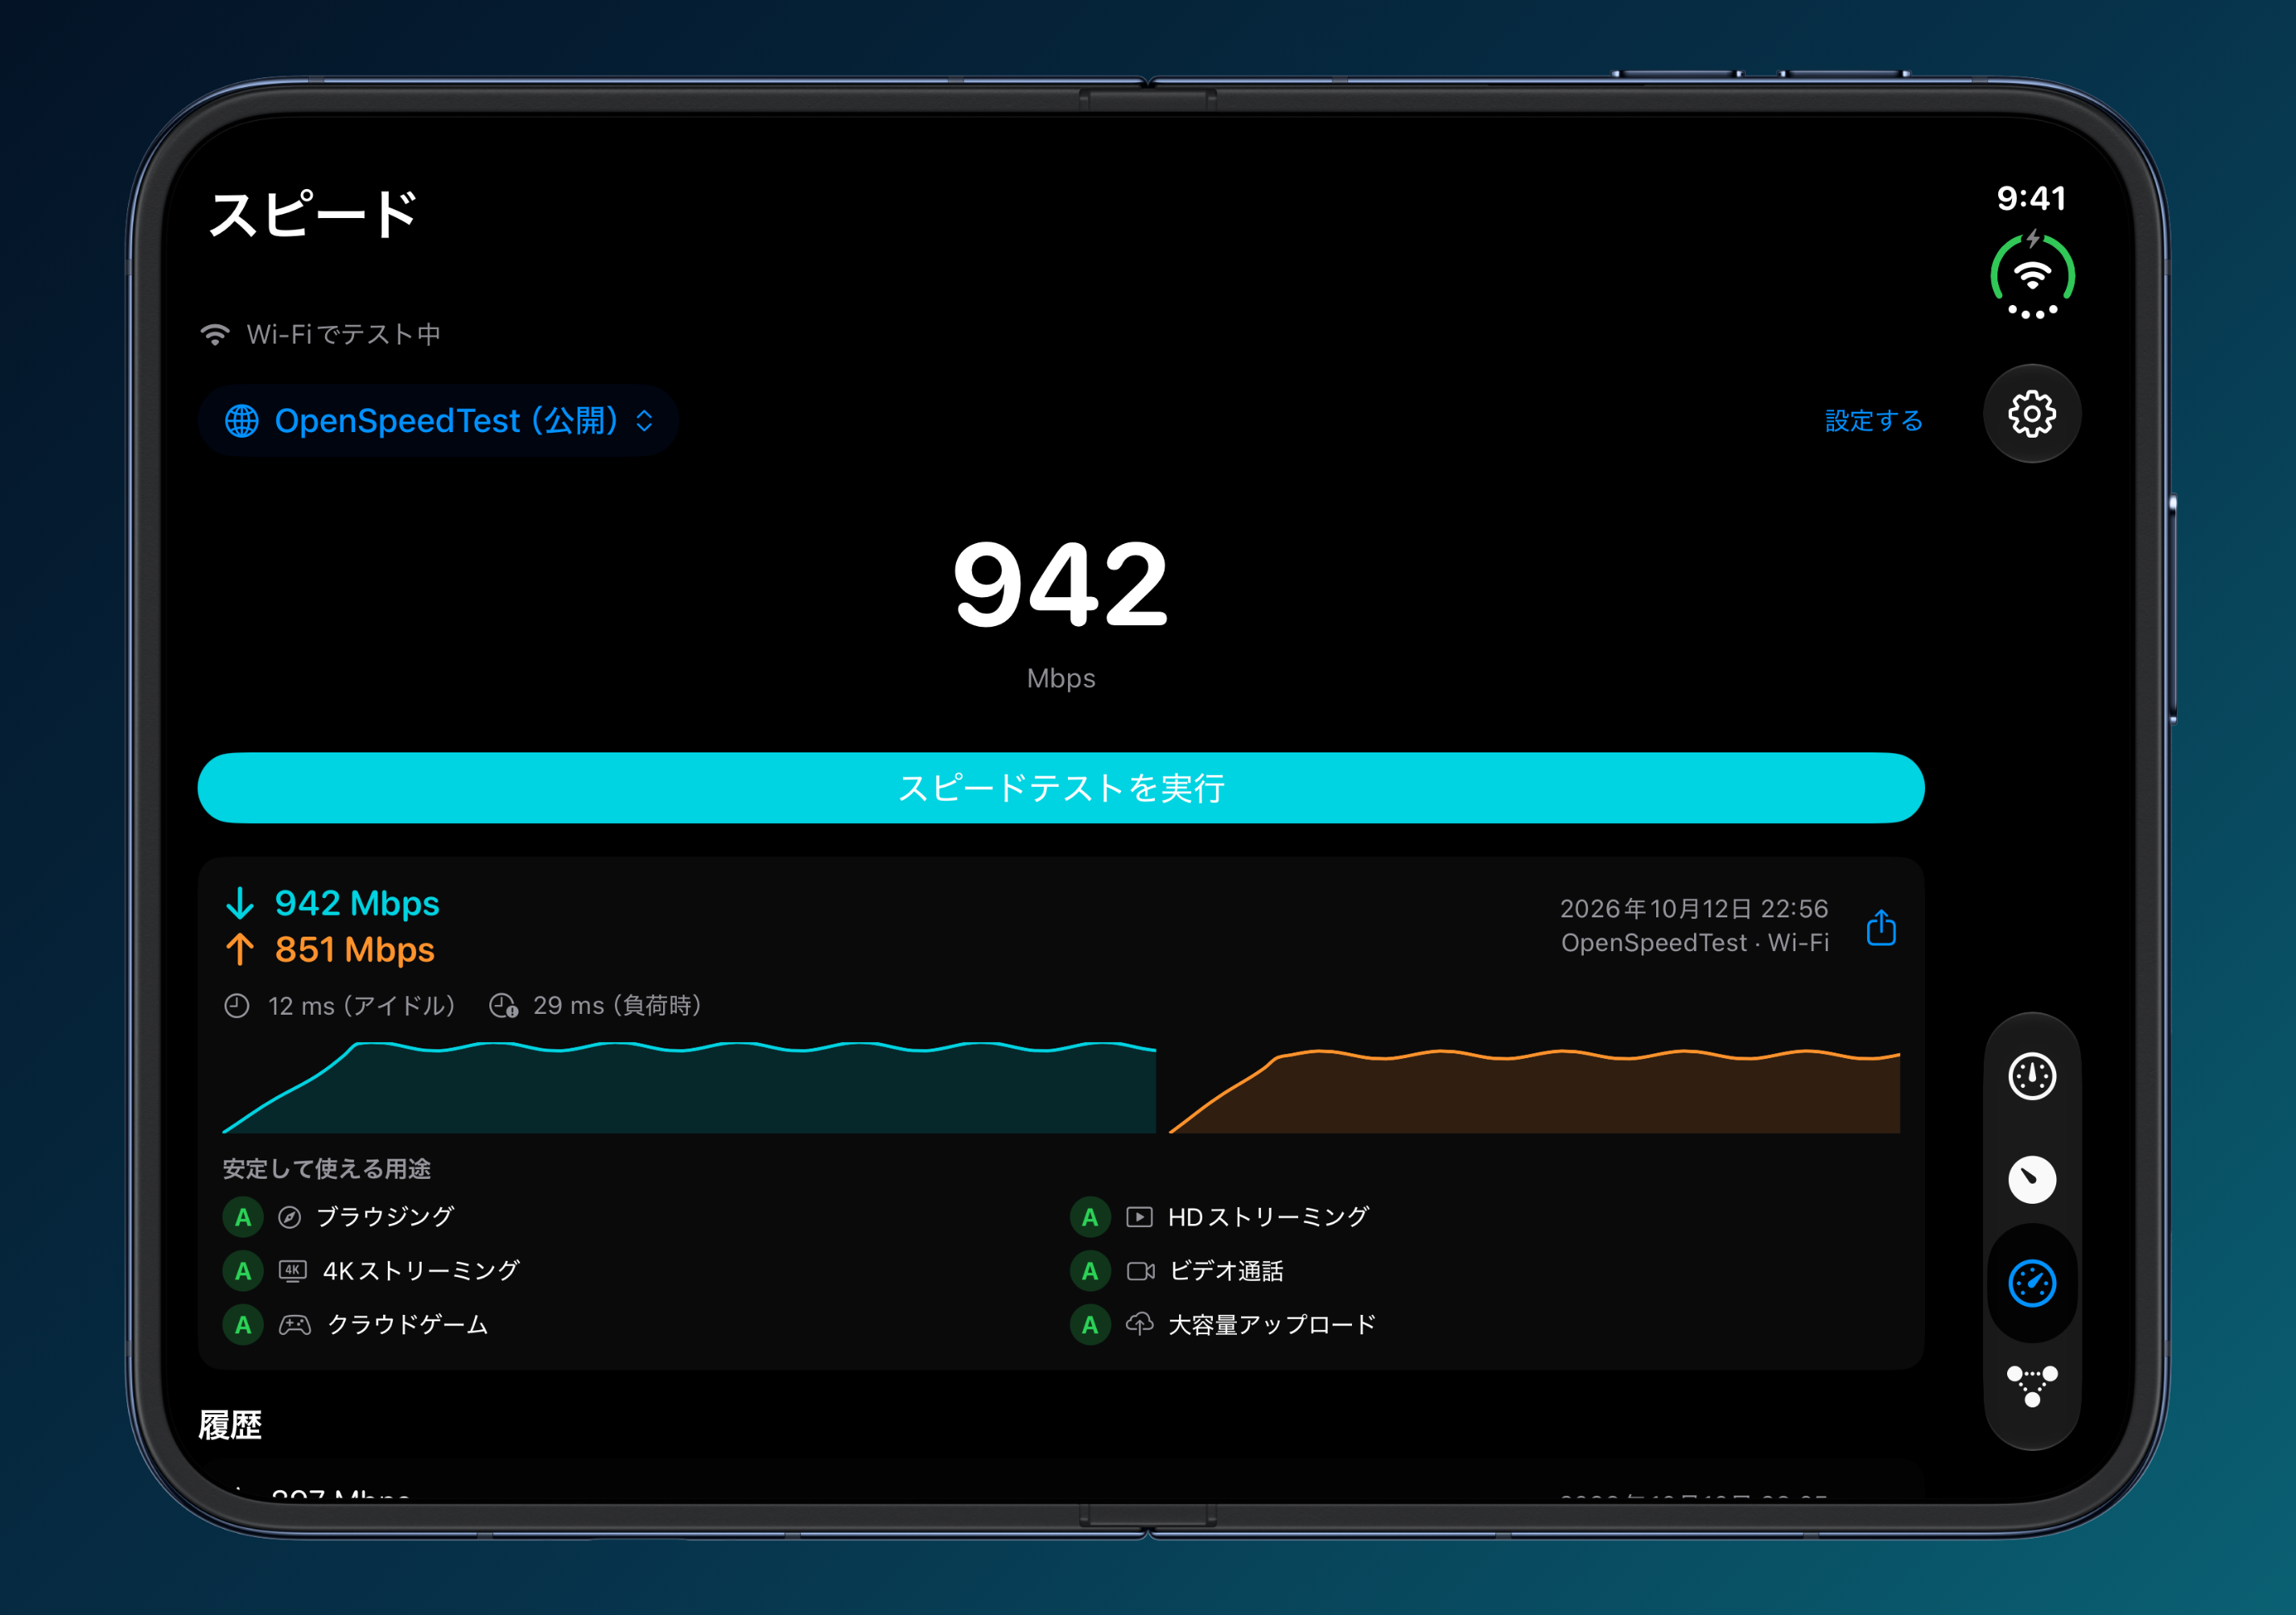 スピード
9:41
Wi-Fiでテスト中
OpenSpeedTest (公開)
設定する
942
Mbps
スピードテストを実行
942 Mbps
851 Mbps
2026年10月12日 22:56
OpenSpeedTest · Wi-Fi
12 ms (アイドル)
29 ms (負荷時)
安定して使える用途
A ブラウジング
A HDストリーミング
A 4K 4Kストリーミング
A ビデオ通話
A クラウドゲーム
A 大容量アップロード
履歴
Mbps